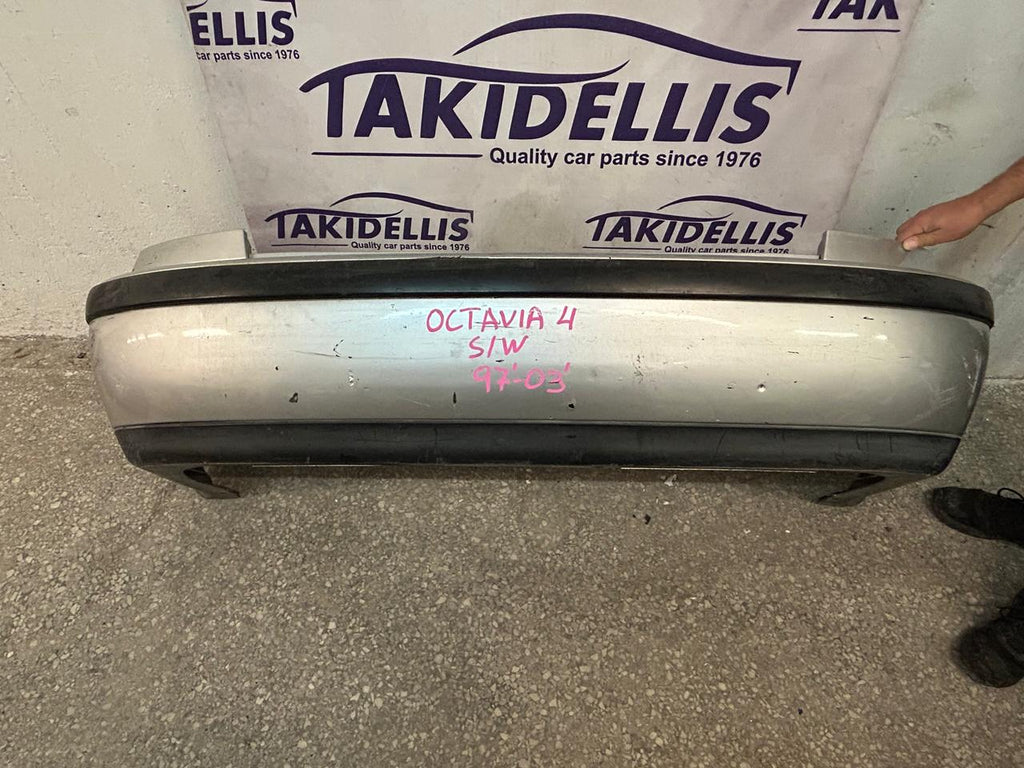 ELLIS
car parts since 1976
TAK
TAKIDELLIS
Quality car parts since 1976
TAKIDELLIS
Quality car parts since 1976
TAKIDELLIS
Quality car parts since 1976
OCTAVIA 4
S/W
97'-03'